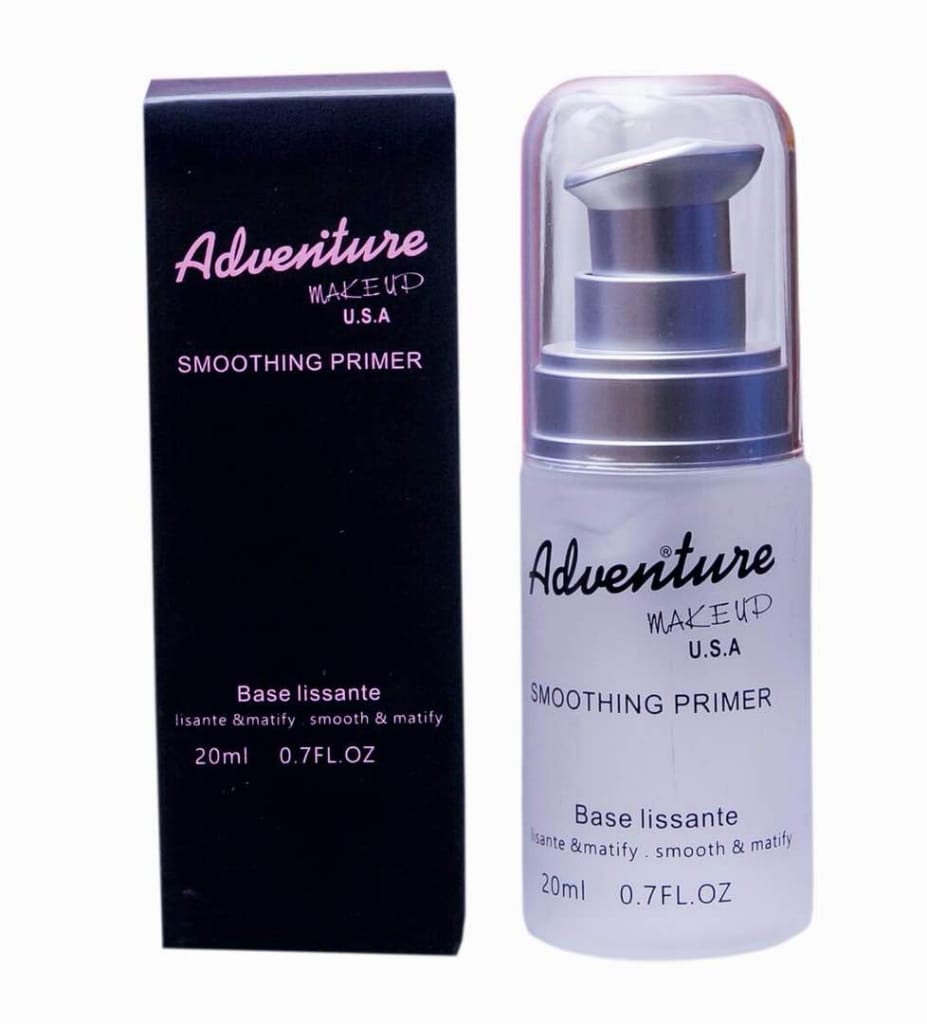 Adventure
MAKEUP
U.S.A
SMOOTHING PRIMER
Base lissante
lisante &matify . smooth & matify
20ml 0.7FL.OZ
Adventure®
MAKEUP
U.S.A
SMOOTHING PRIMER
Base lissante
lisante &matify . smooth & matify
20ml 0.7FL.OZ